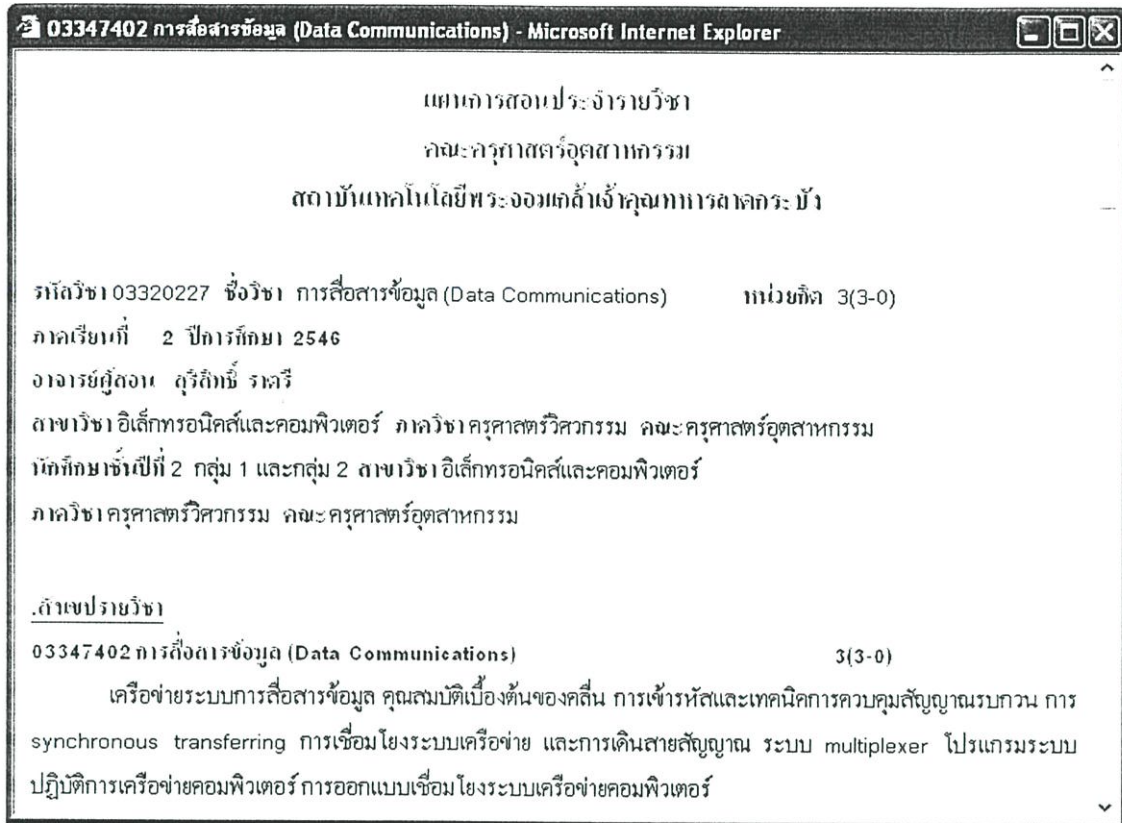 03347402 การสื่อสารข้อมูล (Data Communications) - Microsoft Internet Explorer
แผนการสอนประจำรายวิชา
คณะครุศาสตร์อุตสาหกรรม
สถาบันเทคโนโลยีพระจอมเกล้าเจ้าคุณทหารลาดกระบัง
รหัสวิชา 03320227 ชื่อวิชา การสื่อสารข้อมูล (Data Communications) หน่วยกิต 3(3-0)
ภาคเรียนที่ 2 ปีการศึกษา 2546
อาจารย์ผู้สอน สุรสิทธิ์ ราตรี
สาขาวิชา อิเล็กทรอนิคส์และคอมพิวเตอร์ ภาควิชา ครุศาสตร์วิศวกรรม คณะ ครุศาสตร์อุตสาหกรรม
นักศึกษาชั้นปีที่ 2 กลุ่ม 1 และกลุ่ม 2 สาขาวิชา อิเล็กทรอนิคส์และคอมพิวเตอร์
ภาควิชา ครุศาสตร์วิศวกรรม คณะ ครุศาสตร์อุตสาหกรรม
.สังเขปรายวิชา
03347402 การสื่อสารข้อมูล (Data Communications) 3(3-0)
เครือข่ายระบบการสื่อสารข้อมูล คุณสมบัติเบื้องต้นของคลื่น การเข้ารหัสและเทคนิคการควบคุมสัญญาณรบกวน การ
synchronous transferring การเชื่อมโยงระบบเครือข่าย และการเดินสายสัญญาณ ระบบ multiplexer โปรแกรมระบบ
ปฏิบัติการเครือข่ายคอมพิวเตอร์ การออกแบบเชื่อมโยงระบบเครือข่ายคอมพิวเตอร์